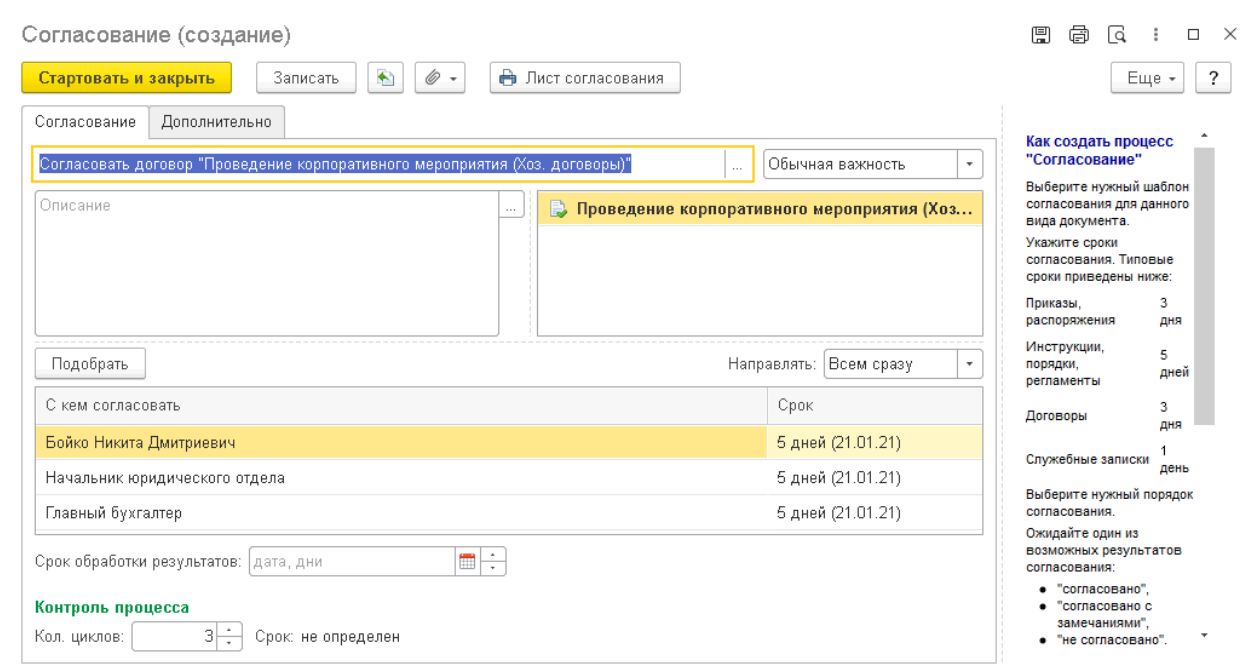 Согласование (создание)
Стартовать и закрыть
Записать
Лист согласования
Еще
?
Согласование
Дополнительно
Согласовать договор "Проведение корпоративного мероприятия (Хоз. договоры)"
...
Обычная важность
Описание
...
Проведение корпоративного мероприятия (Хоз...
Подобрать
Направлять: Всем сразу
С кем согласовать
Срок
Бойко Никита Дмитриевич
5 дней (21.01.21)
Начальник юридического отдела
5 дней (21.01.21)
Главный бухгалтер
5 дней (21.01.21)
Срок обработки результатов: дата, дни
Контроль процесса
Кол. циклов: 3 Срок: не определен
Как создать процесс
"Согласование"
Выберите нужный шаблон
согласования для данного
вида документа.
Укажите сроки
согласования. Типовые
сроки приведены ниже:
Приказы,
распоряжения
3
дня
Инструкции,
порядки,
регламенты
5
дней
Договоры
3
дня
Служебные записки
1
день
Выберите нужный порядок
согласования.
Ожидайте один из
возможных результатов
согласования:
● "согласовано",
● "согласовано с
замечаниями",
● "не согласовано".